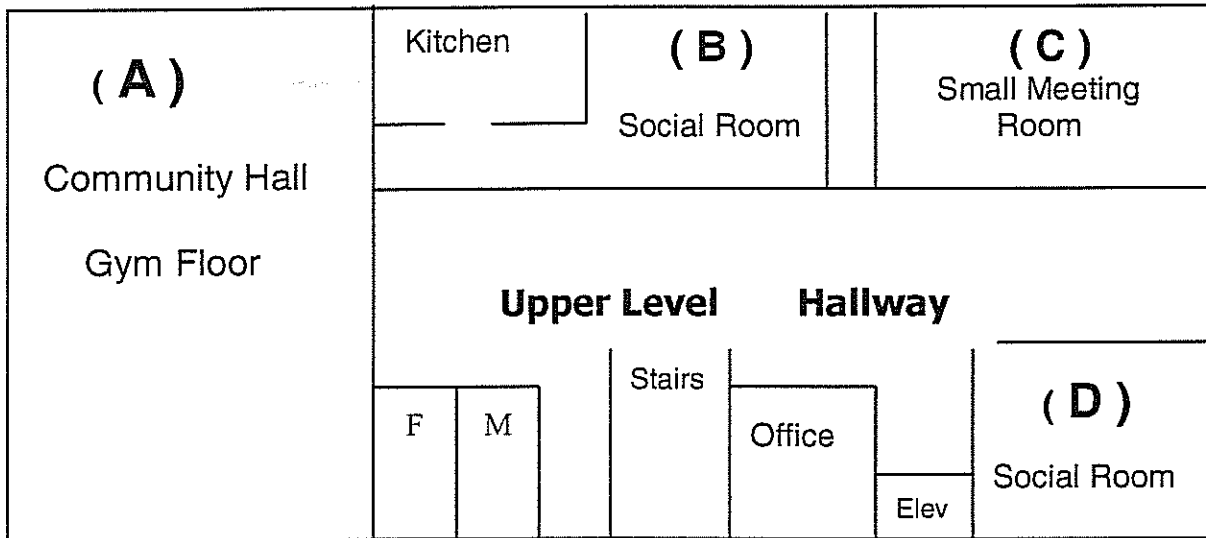 ( A )
Community Hall
Gym Floor
Kitchen
( B )
Social Room
( C )
Small Meeting
Room
Upper Level Hallway
F
M
Stairs
Office
Elev
( D )
Social Room